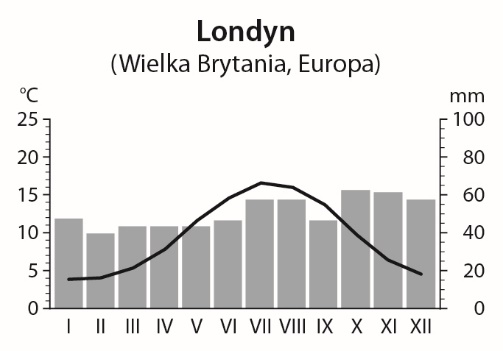 Londyn
(Wielka Brytania, Europa)
°C mm
25 100
20 80
15 60
10 40
5 20
0 0
I II III IV V VI VII VIII IX X XI XII